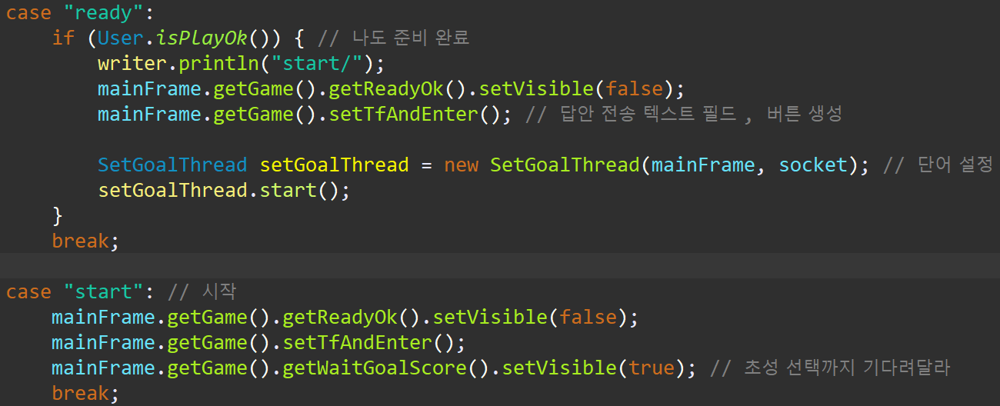 case "ready":
    if (User.isPlayOk()) { // 나도 준비 완료
        writer.println("start/");
        mainFrame.getGame().getReadyOk().setVisible(false);
        mainFrame.getGame().setTfAndEnter(); // 답안 전송 텍스트 필드 , 버튼 생성

        SetGoalThread setGoalThread = new SetGoalThread(mainFrame, socket); // 단어 설정
        setGoalThread.start();
    }
    break;

case "start": // 시작
    mainFrame.getGame().getReadyOk().setVisible(false);
    mainFrame.getGame().setTfAndEnter();
    mainFrame.getGame().getWaitGoalScore().setVisible(true); // 초성 선택까지 기다려달라
    break;